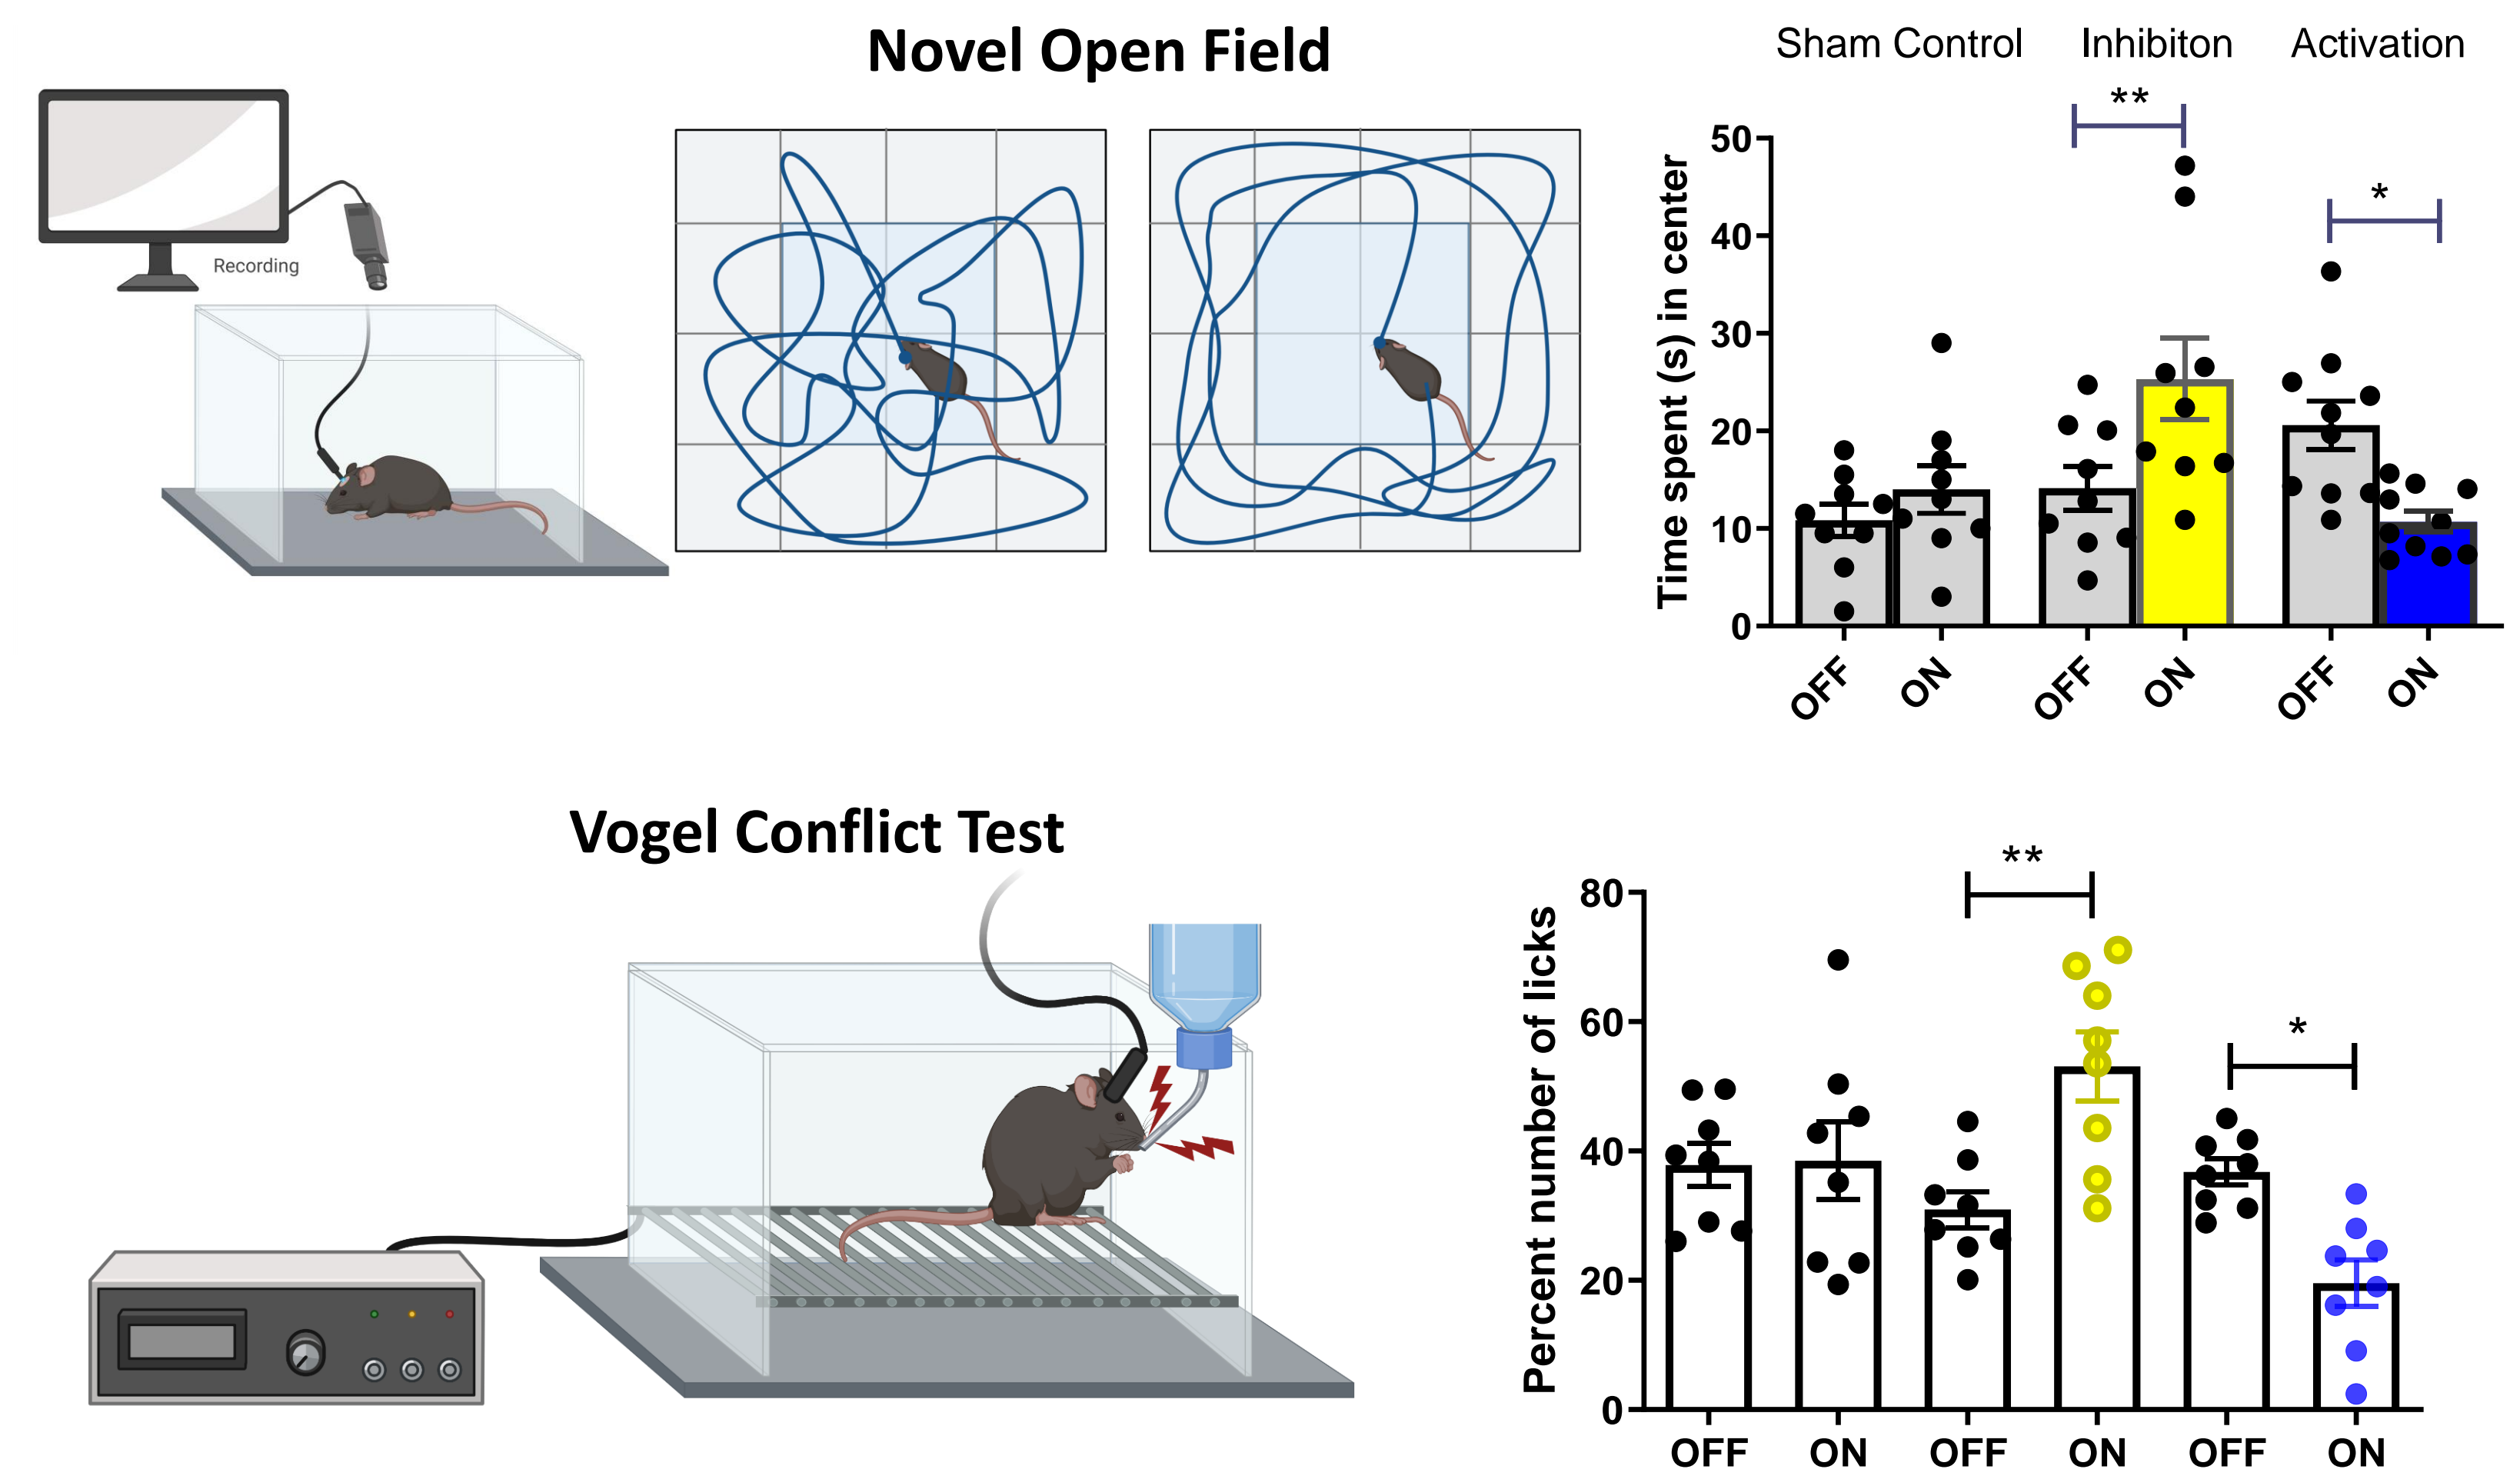 Novel Open Field
Sham Control
Inhibiton
Activation
Recording
**
*
Time spent (s) in center
50
40
30
20
10
0
OFF
ON
OFF
ON
OFF
ON
Vogel Conflict Test
**
*
Percent number of licks
80
60
40
20
0
OFF
ON
OFF
ON
OFF
ON